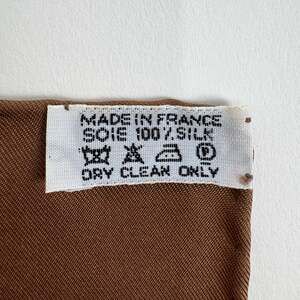 MADE IN FRANCE
SOIE 100% SILK
P
DRY CLEAN ONLY